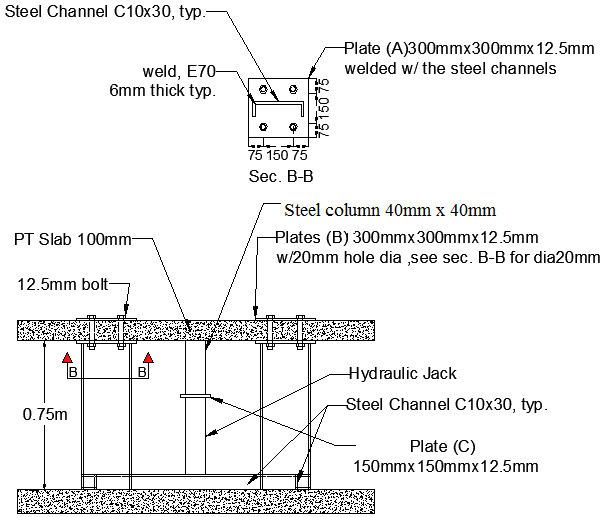 Steel Channel C10x30, typ.
Plate (A)300mmx300mmx12.5mm
welded w/ the steel channels
weld, E70
6mm thick typ.
75
150
75
75 150 75
Sec. B-B
Steel column 40mm x 40mm
PT Slab 100mm
Plates (B) 300mmx300mmx12.5mm
w/20mm hole dia ,see sec. B-B for dia20mm
12.5mm bolt
B B
Hydraulic Jack
0.75m
Steel Channel C10x30, typ.
Plate (C)
150mmx150mmx12.5mm